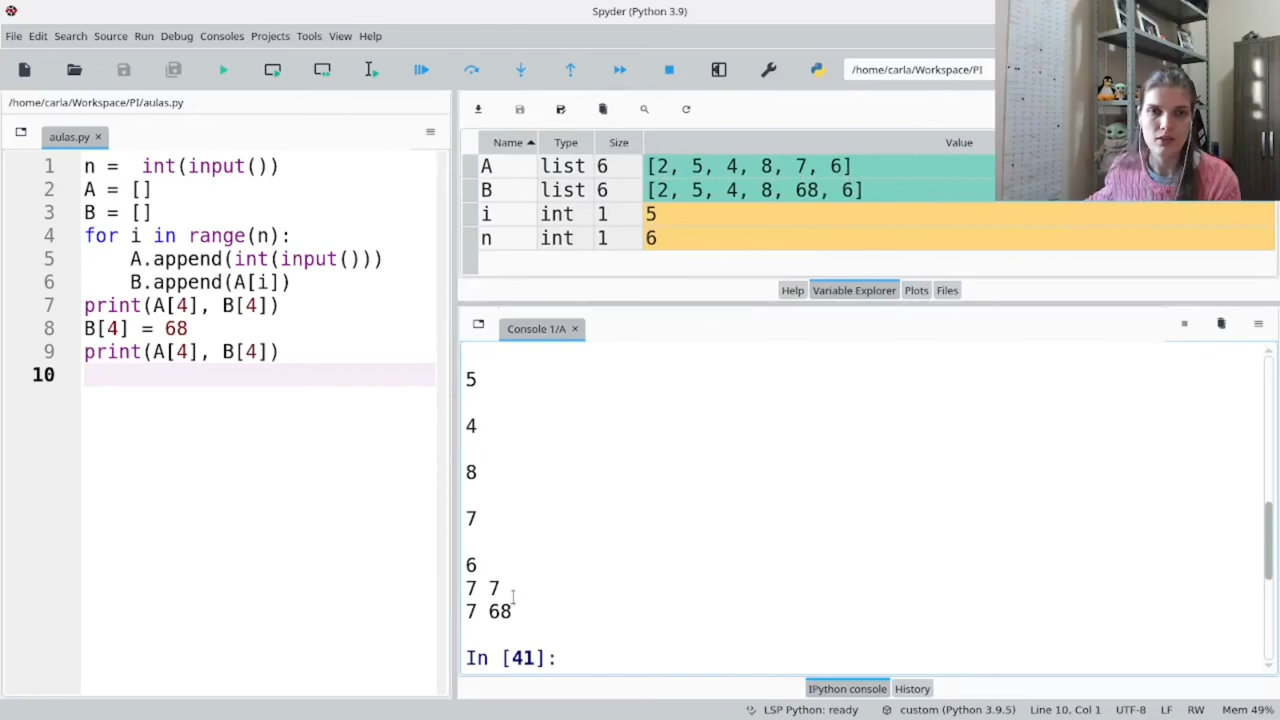 Spyder (Python 3.9)
File Edit Search Source Run Debug Consoles Projects Tools View Help
/home/carla/Workspace/PI
/home/carla/Workspace/PI/aulas.py
aulas.py
1 n =  int(input())
2 A = []
3 B = []
4 for i in range(n):
5 A.append(int(input()))
6 B.append(A[i])
7 print(A[4], B[4])
8 B[4] = 68
9 print(A[4], B[4])
10
Name Type Size Value
A list 6 [2, 5, 4, 8, 7, 6]
B list 6 [2, 5, 4, 8, 68, 6]
i int 1 5
n int 1 6
Help Variable Explorer Plots Files
Console 1/A
5
4
8
7
6
7 7
7 68
In [41]:
IPython console History
LSP Python: ready custom (Python 3.9.5) Line 10, Col 1 UTF-8 LF RW Mem 49%